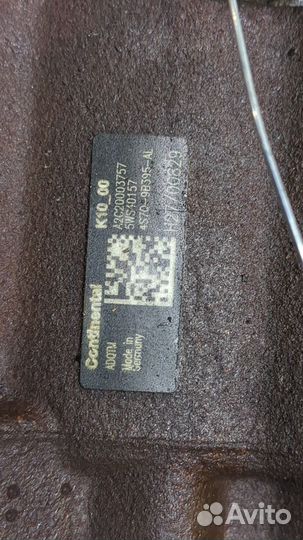 Continental
K10_00
A2C20003757
5WS40157
4S7Q-9B395-AL
Made in
Germany
Avito